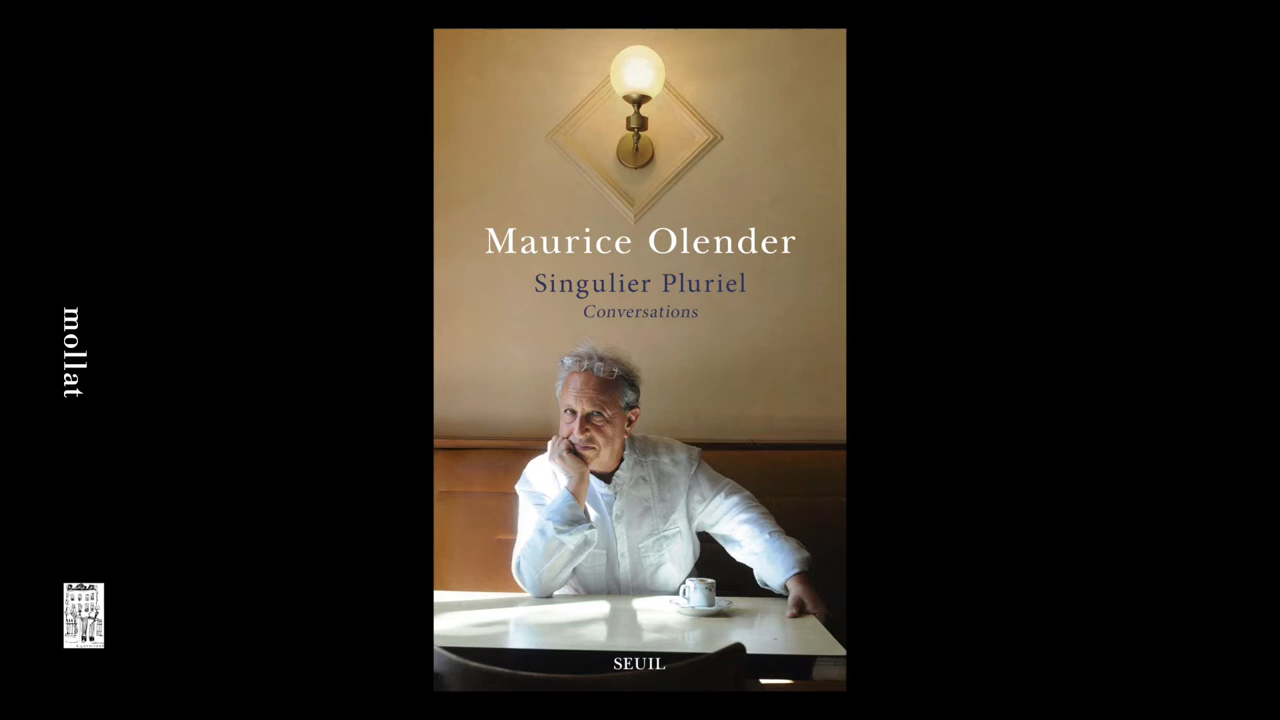 mollat
Maurice Olender
Singulier Pluriel
Conversations
SEUIL